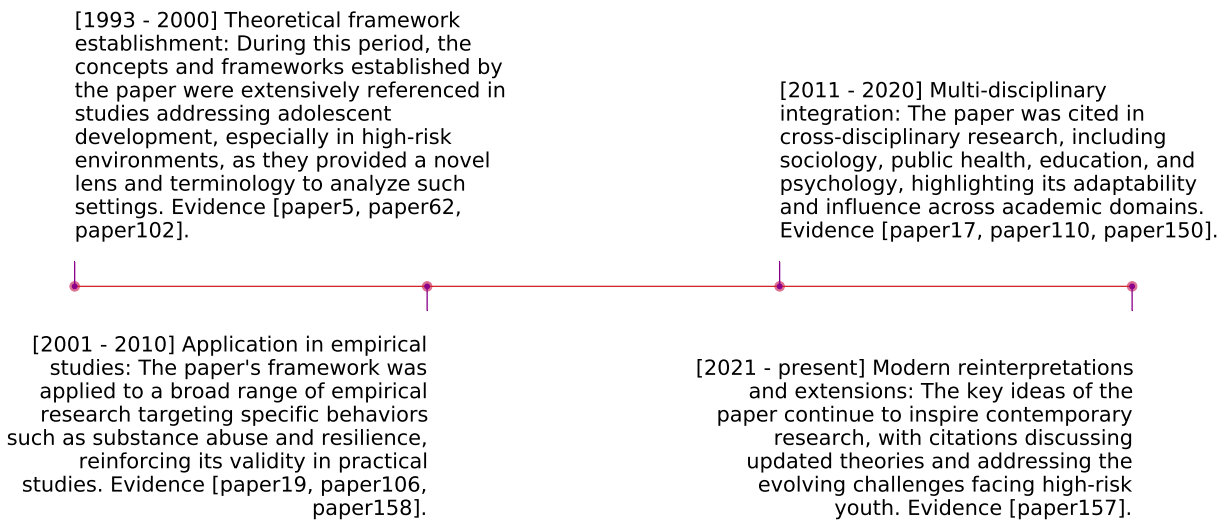 [1993 - 2000] Theoretical framework
establishment: During this period, the
concepts and frameworks established by
the paper were extensively referenced in
studies addressing adolescent
development, especially in high-risk
environments, as they provided a novel
lens and terminology to analyze such
settings. Evidence [paper5, paper62,
paper102].
[2001 - 2010] Application in empirical
studies: The paper's framework was
applied to a broad range of empirical
research targeting specific behaviors
such as substance abuse and resilience,
reinforcing its validity in practical
studies. Evidence [paper19, paper106,
paper158].
[2011 - 2020] Multi-disciplinary
integration: The paper was cited in
cross-disciplinary research, including
sociology, public health, education, and
psychology, highlighting its adaptability
and influence across academic domains.
Evidence [paper17, paper110, paper150].
[2021 - present] Modern reinterpretations
and extensions: The key ideas of the
paper continue to inspire contemporary
research, with citations discussing
updated theories and addressing the
evolving challenges facing high-risk
youth. Evidence [paper157].